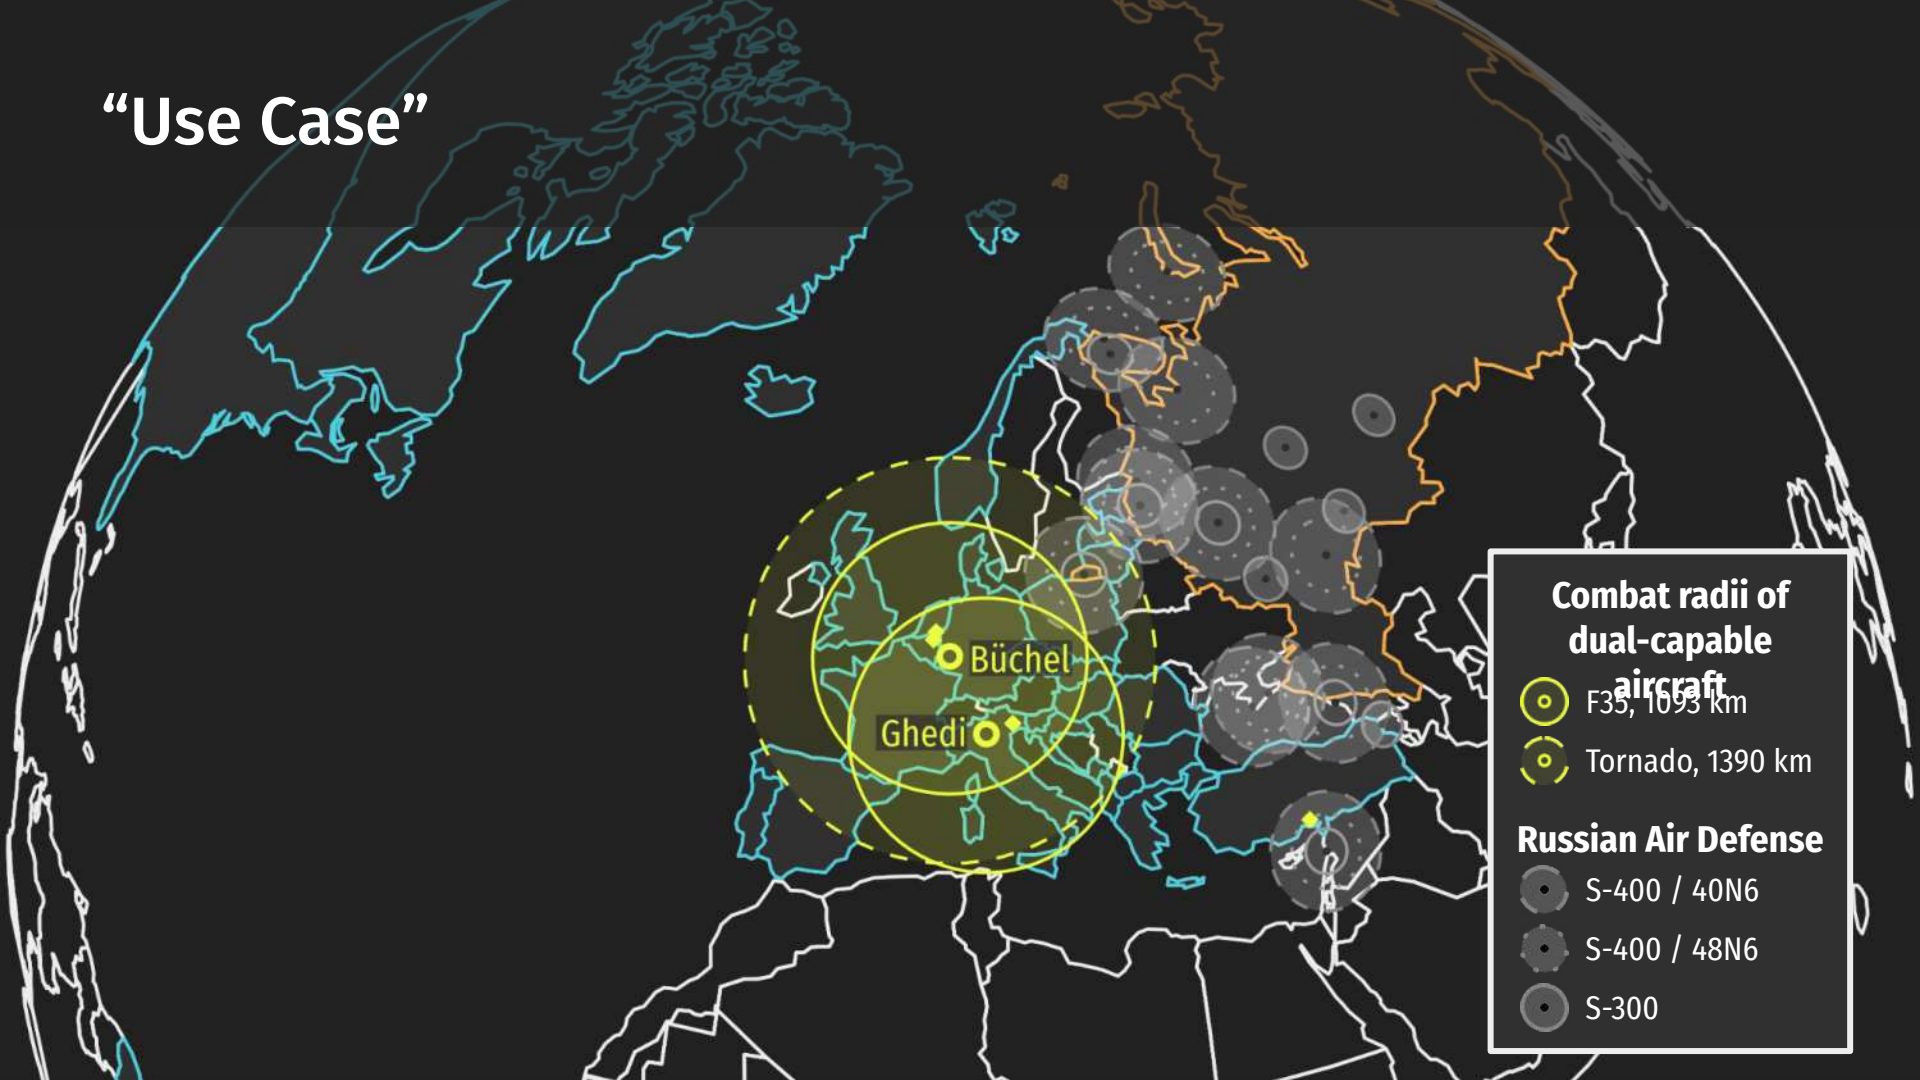 “Use Case”
Büchel
Ghedi
Combat radii of
dual-capable
aircraft
F35, 1093 km
Tornado, 1390 km
Russian Air Defense
S-400 / 40N6
S-400 / 48N6
S-300